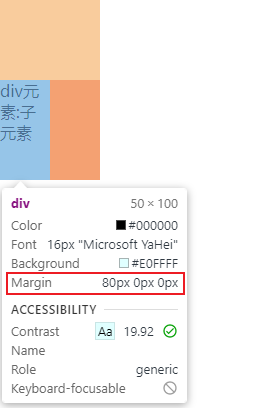 div元
素:子
元素
div 50 × 100
Color #000000
Font 16px "Microsoft YaHei"
Background #E0FFFF
Margin 80px 0px 0px
ACCESSIBILITY
Contrast Aa 19.92
Name
Role generic
Keyboard-focusable